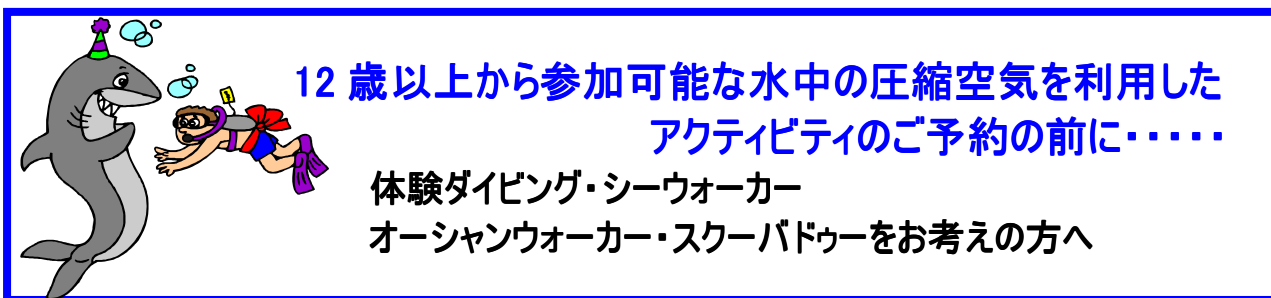 12 歳以上から参加可能な水中の圧縮空気を利用した
アクティビティのご予約の前に・・・・・
体験ダイビング・シーウォーカー
オーシャンウォーカー・スクーバドゥーをお考えの方へ